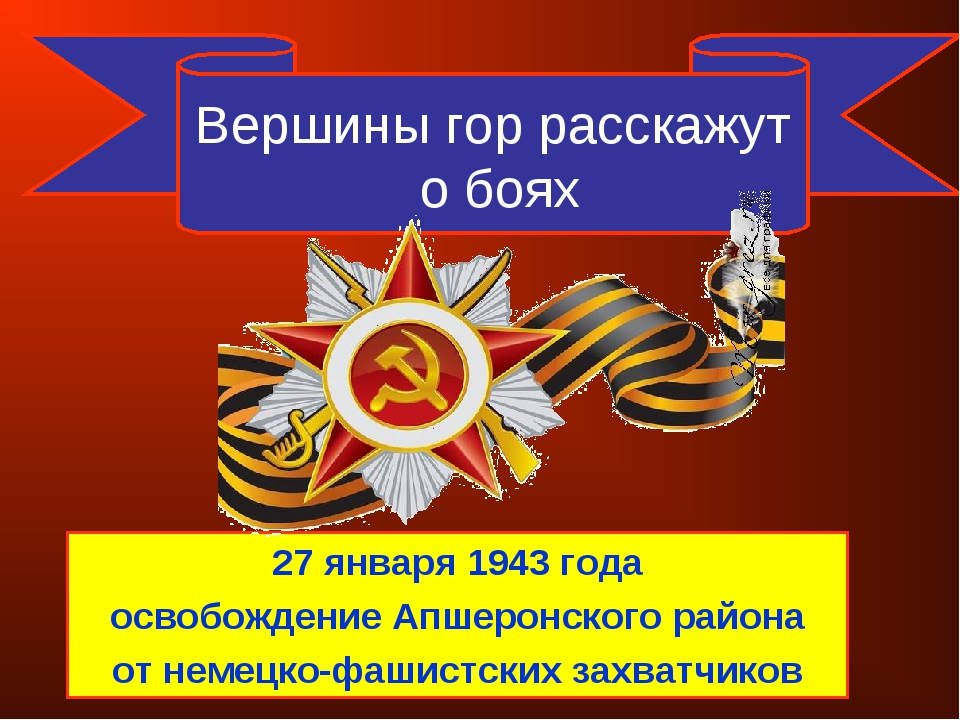 Вершины гор расскажут
о боях
27 января 1943 года
освобождение Апшеронского района
от немецко-фашистских захватчиков